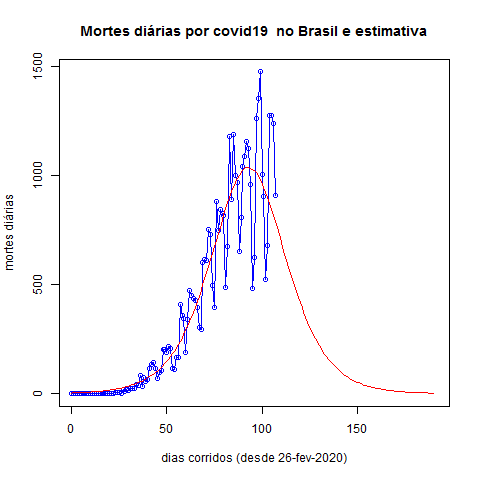 Mortes diárias por covid19 no Brasil e estimativa
mortes diárias
1500
1000
500
0
0
50
100
150
dias corridos (desde 26-fev-2020)